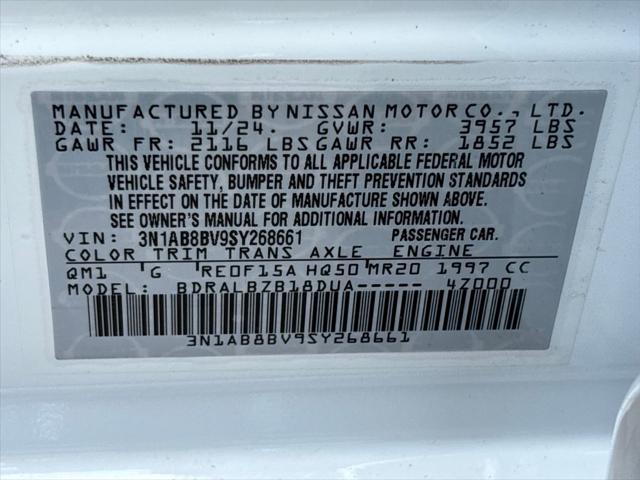 MANUFACTURED BY NISSAN MOTOR CO., LTD.
DATE: 11/24. GVWR: 3957 LBS
GAWR FR: 2116 LBS GAWR RR: 1852 LBS
THIS VEHICLE CONFORMS TO ALL APPLICABLE FEDERAL MOTOR
VEHICLE SAFETY, BUMPER AND THEFT PREVENTION STANDARDS
IN EFFECT ON THE DATE OF MANUFACTURE SHOWN ABOVE.
SEE OWNER'S MANUAL FOR ADDITIONAL INFORMATION.
VIN: 3N1AB8BV9SY268661 PASSENGER CAR.
COLOR TRIM TRANS AXLE ENGINE
QM1 G RE0F15A HQ50 MR20 1997 CC
MODEL: BDRALBZB18DUA----- 4Z000
3N1AB8BV9SY268661